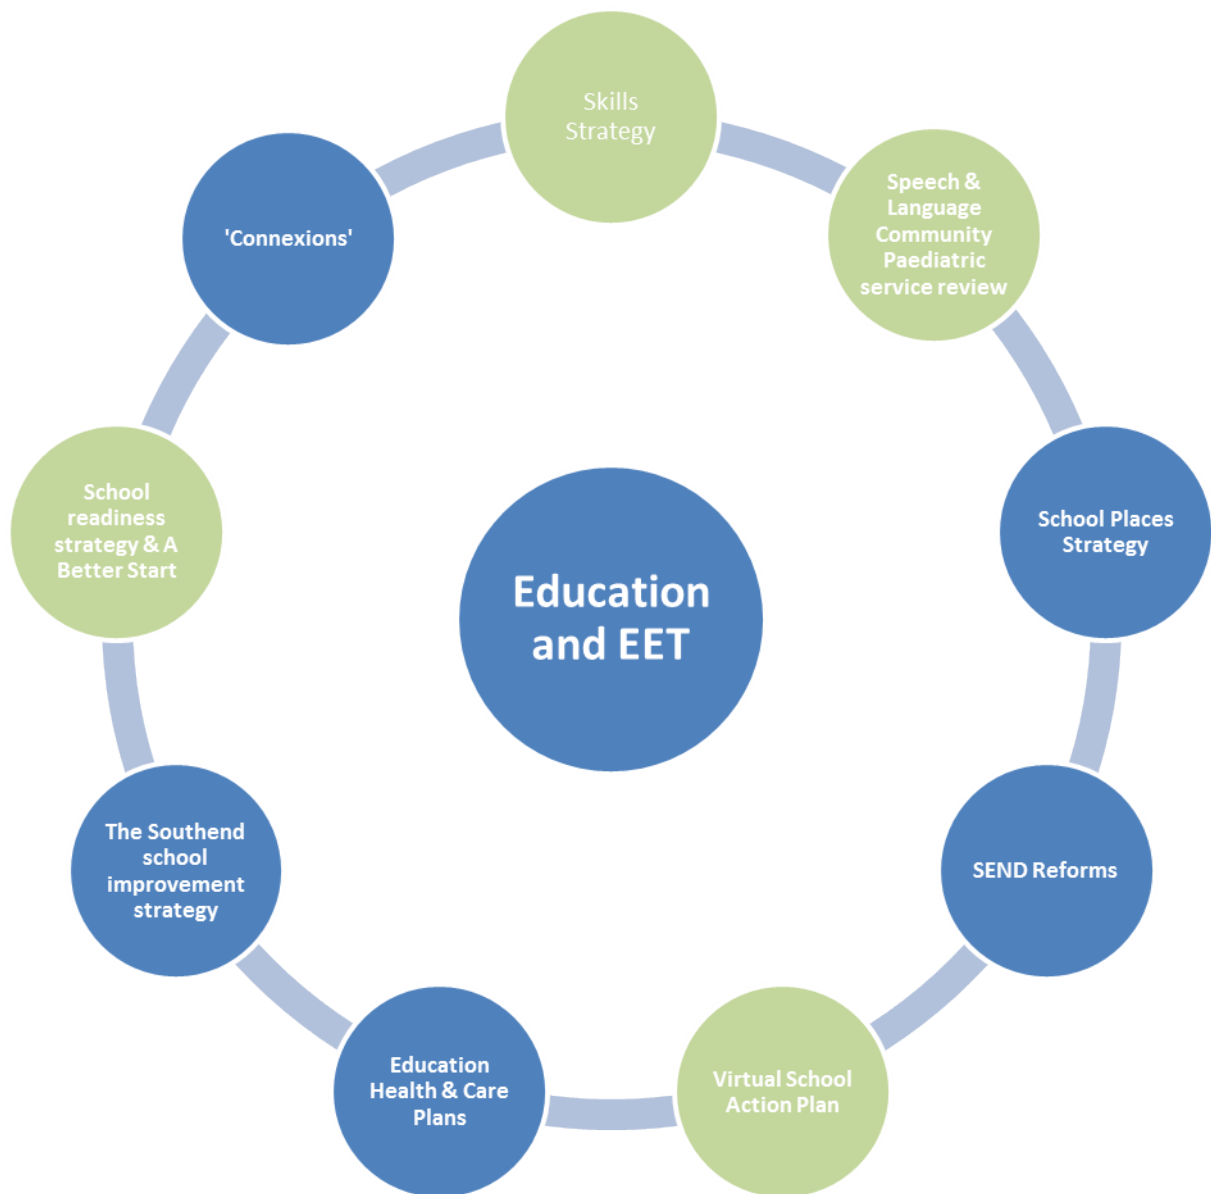 Skills
Strategy
Speech &
Language
Community
Paediatric
service review
School Places
Strategy
SEND Reforms
Virtual School
Action Plan
Education
Health & Care
Plans
The Southend
school
improvement
strategy
School
readiness
strategy & A
Better Start
'Connexions'
Education
and EET